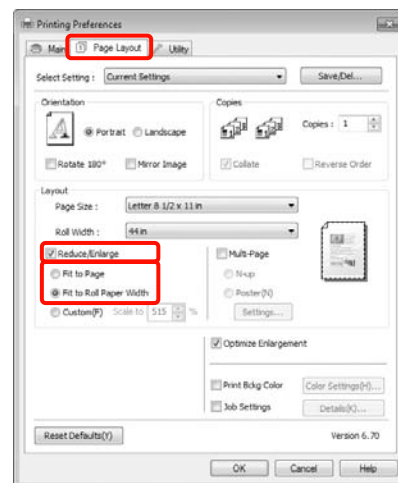 Printing Preferences
Main Page Layout Utility
Select Setting : Current Settings Save/Del...
Orientation Copies
Portrait Landscape Copies : 1
Rotate 180° Mirror Image Collate Reverse Order
Layout
Page Size : Letter 8 1/2 x 11 in
Roll Width : 44 in
Reduce/Enlarge Multi-Page
Fit to Page N-up
Fit to Roll Paper Width Poster(N)
Custom(F) Scale to 515 % Settings...
Optimize Enlargement
Print Bckg Color Color Settings(H)...
Job Settings Details(K)...
Reset Defaults(Y) Version 6.70
OK Cancel Help